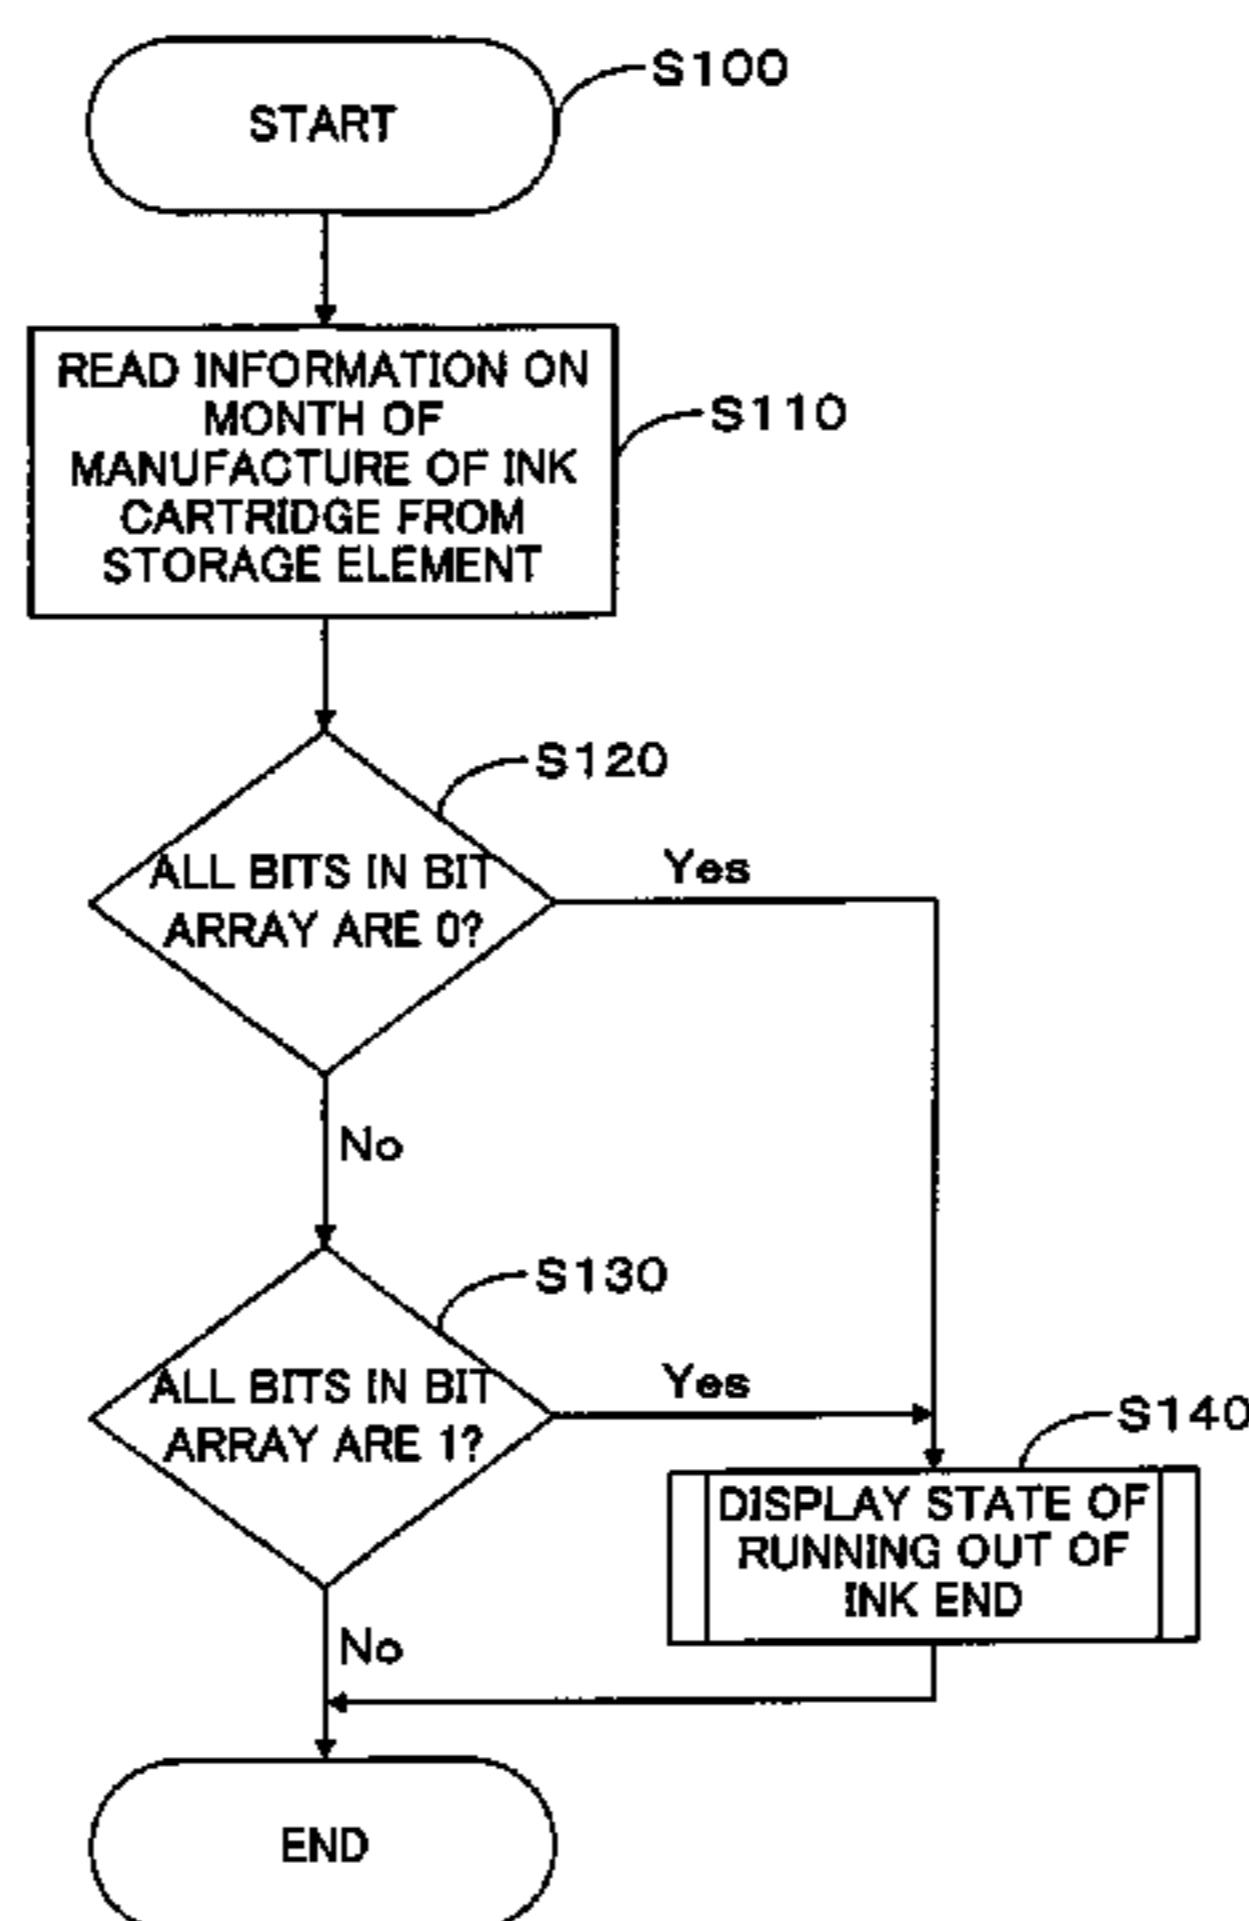 START
S100
READ INFORMATION ON
MONTH OF
MANUFACTURE OF INK
CARTRIDGE FROM
STORAGE ELEMENT
S110
S120
ALL BITS IN BIT
ARRAY ARE 0?
Yes
No
S130
ALL BITS IN BIT
ARRAY ARE 1?
Yes
S140
DISPLAY STATE OF
RUNNING OUT OF
INK END
No
END